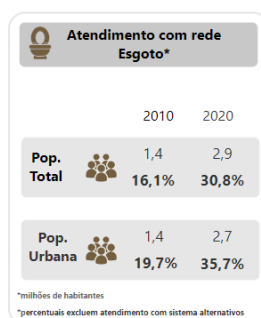 Atendimento com rede
Esgoto*
2010 2020
Pop. Total 1,4 2,9
16,1% 30,8%
Pop. Urbana 1,4 2,7
19,7% 35,7%
*milhões de habitantes
*percentuais excluem atendimento com sistema alternativos